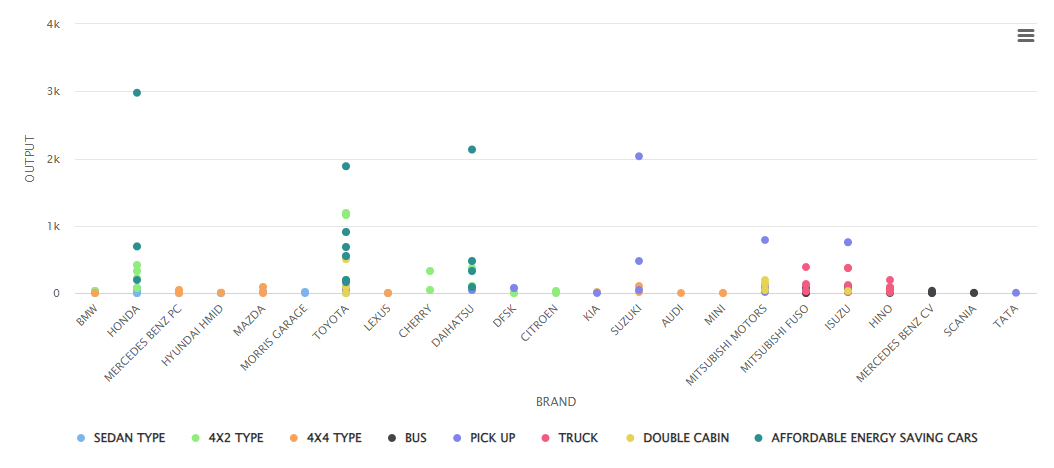 4k
3k
2k
1k
0
OUTPUT
BMW
HONDA
MERCEDES BENZ PC
HYUNDAI HMID
MAZDA
MORRIS GARAGE
TOYOTA
LEXUS
CHERRY
DAIHATSU
DFSK
CITROEN
KIA
SUZUKI
AUDI
MINI
MITSUBISHI MOTORS
MITSUBISHI FUSO
ISUZU
HINO
MERCEDES BENZ CV
SCANIA
TATA
BRAND
SEDAN TYPE 4X2 TYPE 4X4 TYPE BUS PICK UP TRUCK DOUBLE CABIN AFFORDABLE ENERGY SAVING CARS